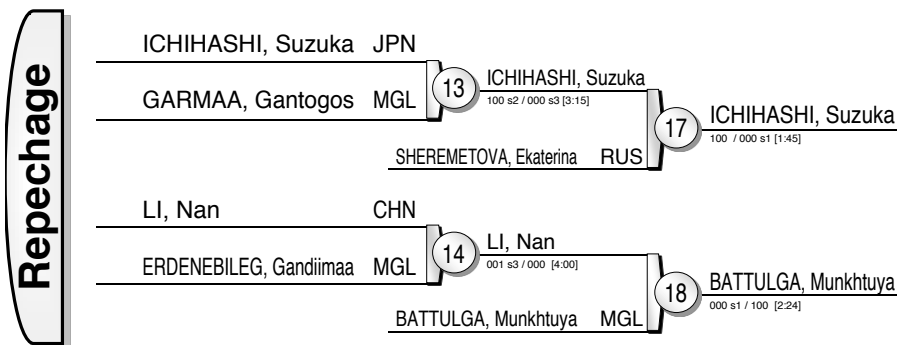 Repechage
ICHIHASHI, Suzuka JPN
GARMAA, Gantogos MGL
13
ICHIHASHI, Suzuka
100 s2 / 000 s3 [3:15]
SHEREMETOVA, Ekaterina RUS
17
ICHIHASHI, Suzuka
100 / 000 s1 [1:45]
LI, Nan CHN
ERDENEBILEG, Gandiimaa MGL
14
LI, Nan
001 s3 / 000 [4:00]
BATTULGA, Munkhtuya MGL
18
BATTULGA, Munkhtuya
000 s1 / 100 [2:24]